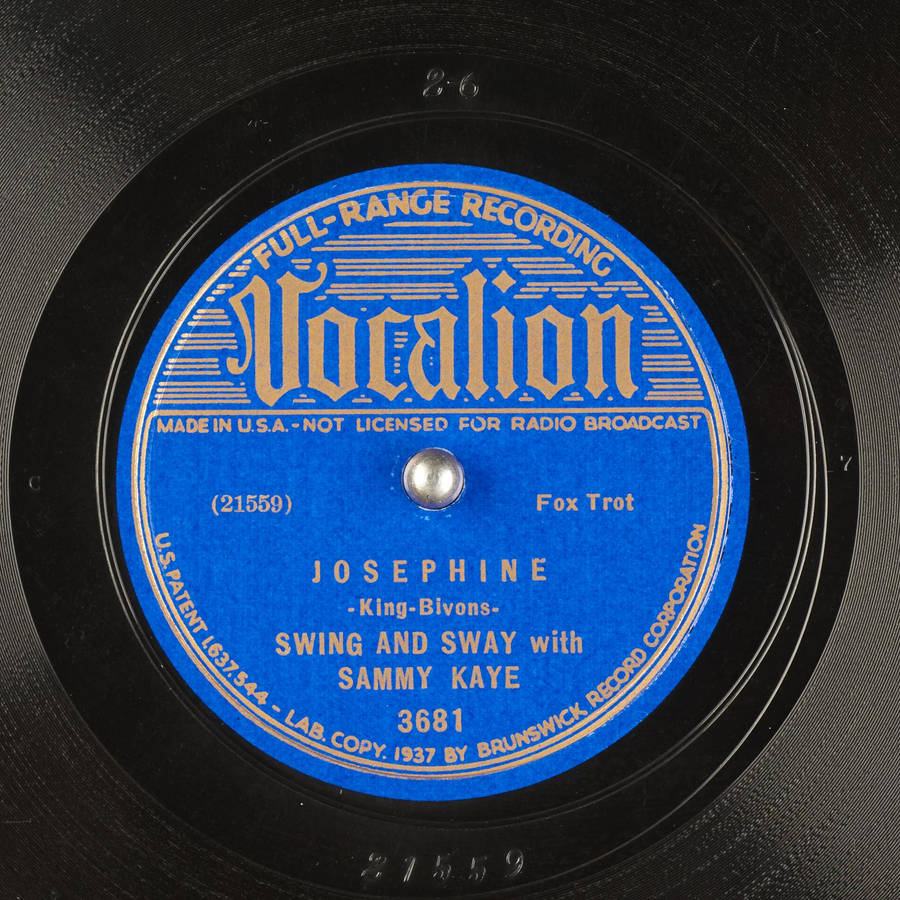 2-6
FULL-RANGE RECORDING
Vocalion
MADE IN U.S.A.-NOT LICENSED FOR RADIO BROADCAST
C
7
(21559)
Fox Trot
JOSEPHINE
-King-Bivons-
SWING AND SWAY with
SAMMY KAYE
3681
U.S. PATENT 1,637,544 - LAB. COPY. 1937 BY BRUNSWICK RECORD CORPORATION
21559